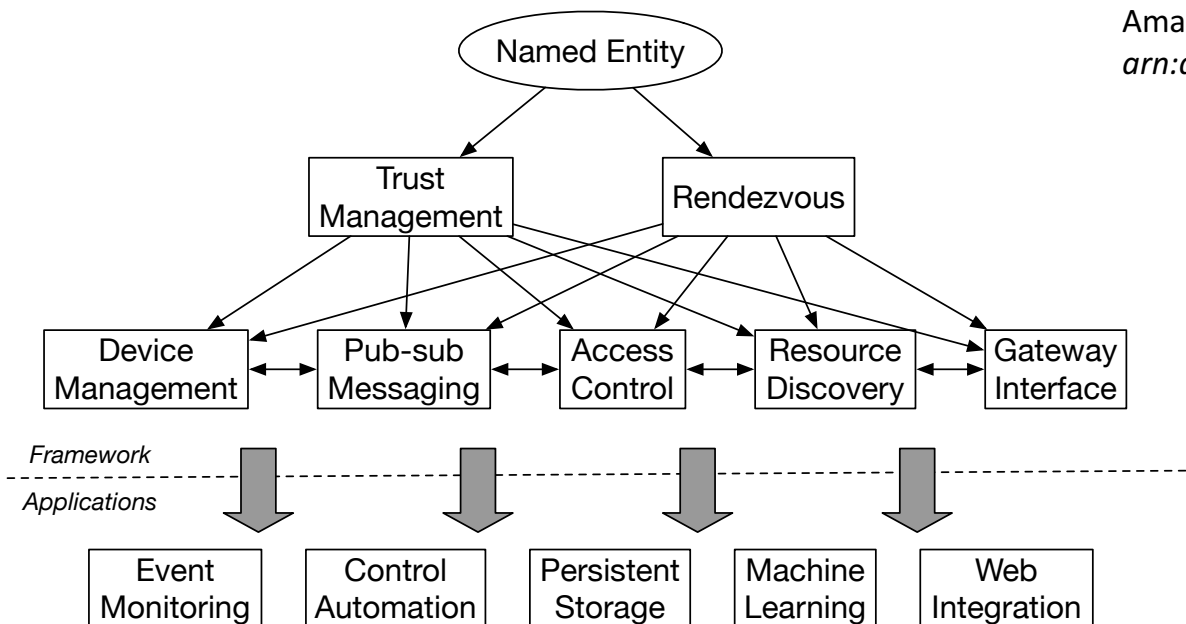 Ama
arn:
Named Entity
Trust
Management
Rendezvous
Device
Management
Pub-sub
Messaging
Access
Control
Resource
Discovery
Gateway
Interface
Framework
Applications
Event
Monitoring
Control
Automation
Persistent
Storage
Machine
Learning
Web
Integration